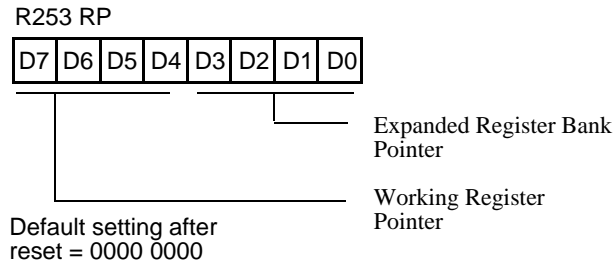 R253 RP
D7 D6 D5 D4 D3 D2 D1 D0
Expanded Register Bank
Pointer
Working Register
Pointer
Default setting after
reset = 0000 0000